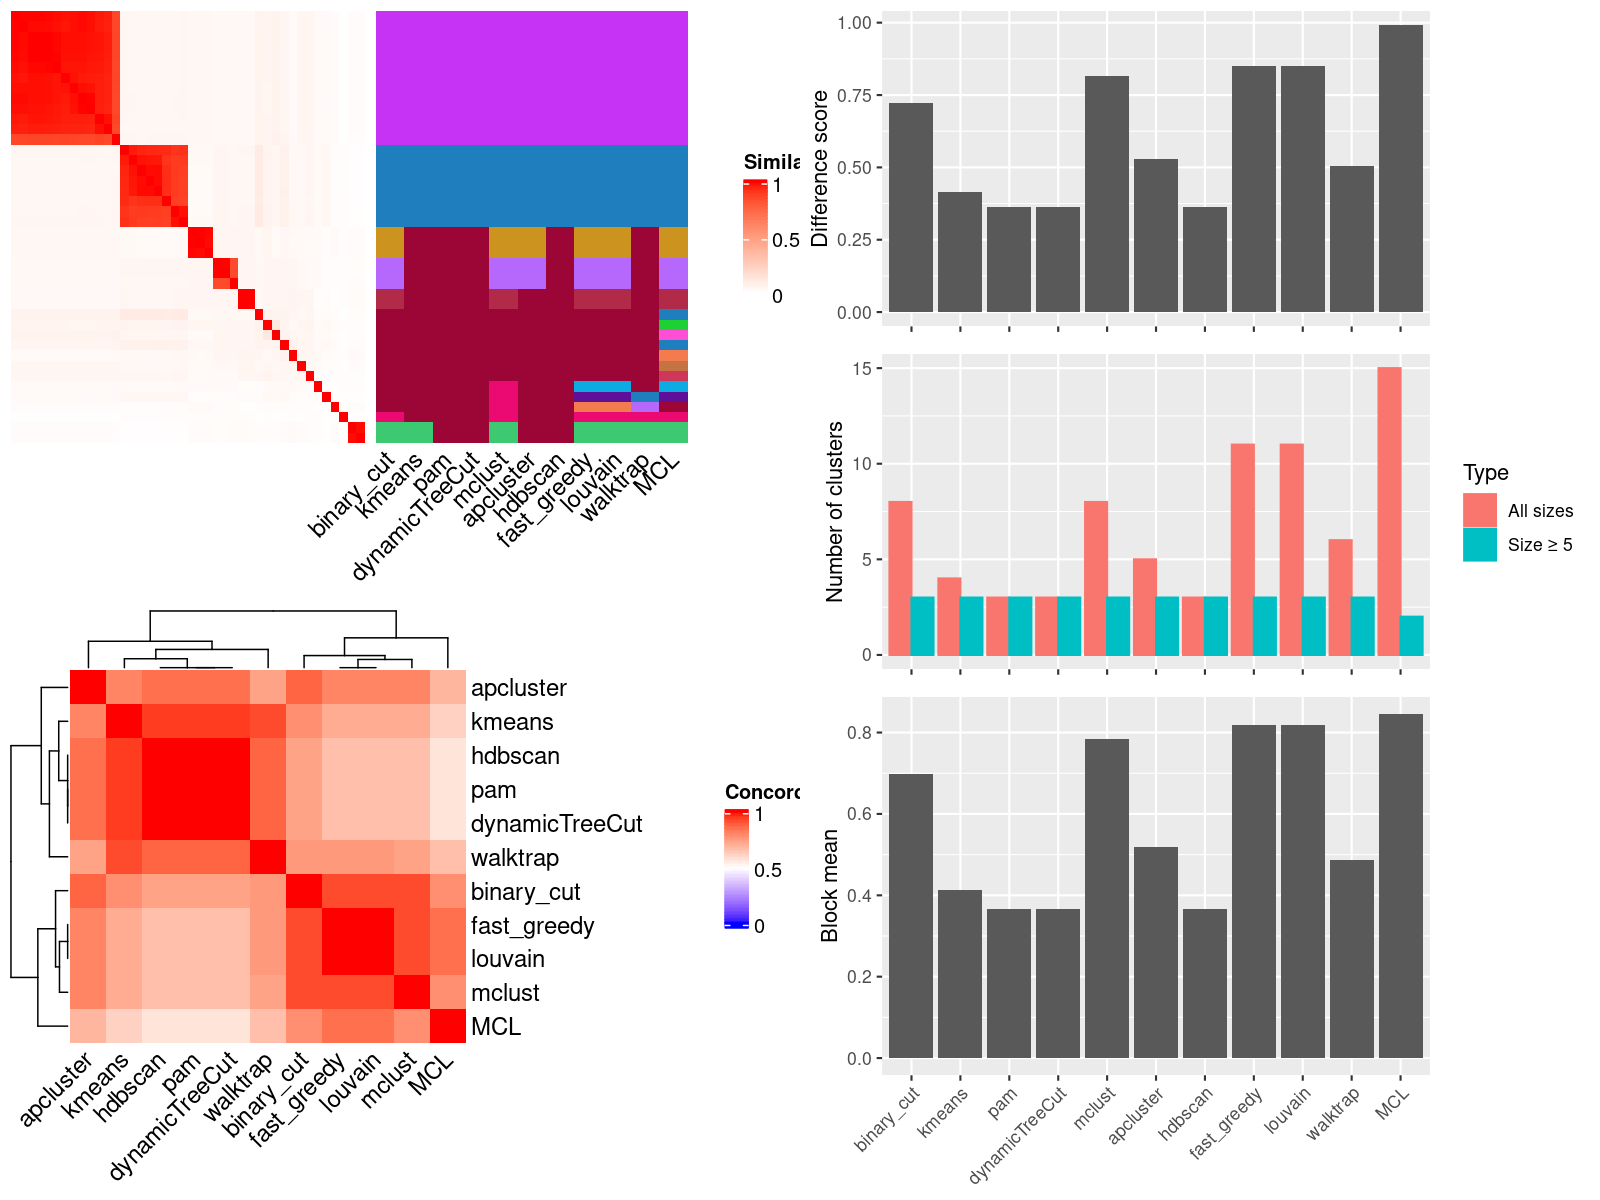 Simila
1
0.5
0
binary_cut
kmeans
pam
dynamicTreeCut
mclust
apcluster
hdbscan
fast_greedy
louvain
walktrap
MCL
apcluster
kmeans
hdbscan
pam
dynamicTreeCut
walktrap
binary_cut
fast_greedy
louvain
mclust
MCL
apcluster
kmeans
hdbscan
pam
dynamicTreeCut
walktrap
binary_cut
fast_greedy
louvain
mclust
MCL
Concord
1
0.5
0
Difference score
1.00
0.75
0.50
0.25
0.00
Number of clusters
15
10
5
0
Type
All sizes
Size ≥ 5
Block mean
0.8
0.6
0.4
0.2
0.0
binary_cut
kmeans
pam
dynamicTreeCut
mclust
apcluster
hdbscan
fast_greedy
louvain
walktrap
MCL